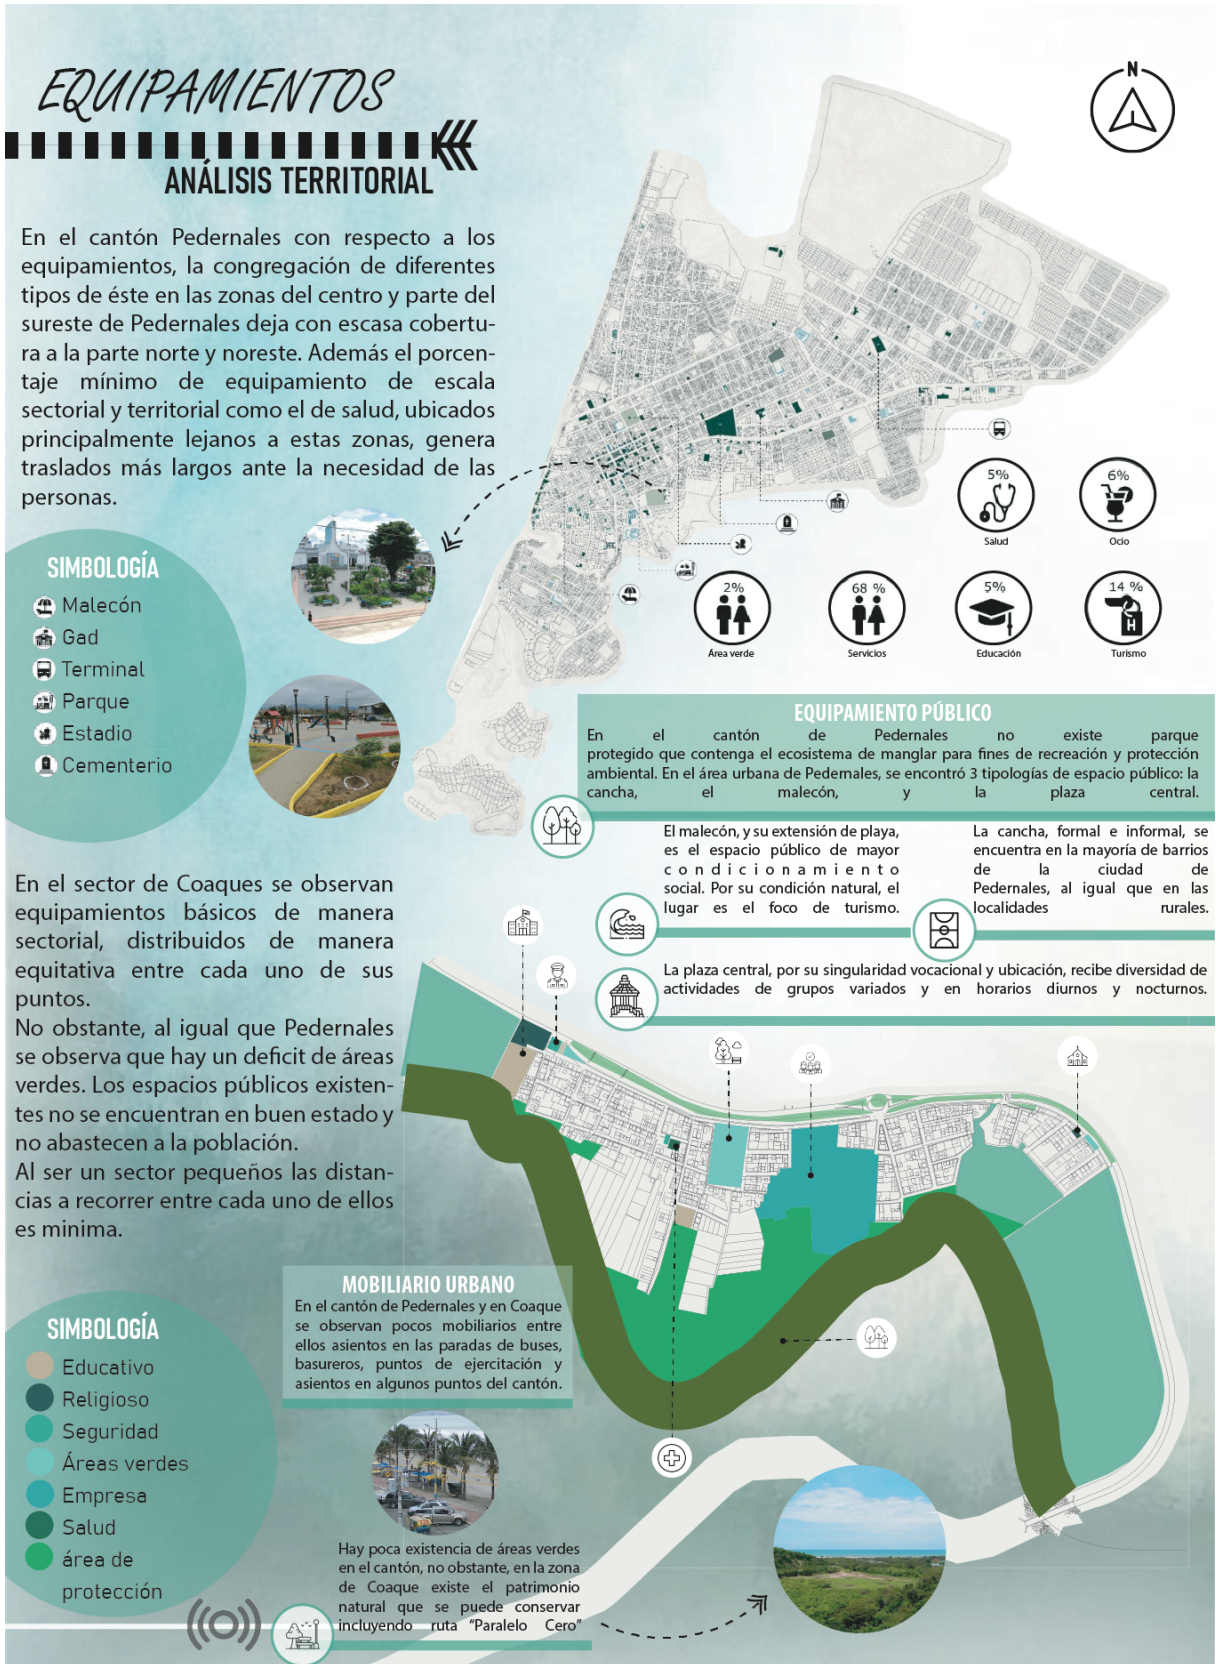 EQUIPAMIENTOS
ANÁLISIS TERRITORIAL
N
En el cantón Pedernales con respecto a los
equipamientos, la congregación de diferentes
tipos de éste en las zonas del centro y parte del
sureste de Pedernales deja con escasa cobertu-
ra a la parte norte y noreste. Además el porcen-
taje mínimo de equipamiento de escala
sectorial y territorial como el de salud, ubicados
principalmente lejanos a estas zonas, genera
traslados más largos ante la necesidad de las
personas.
SIMBOLOGÍA
Malecón
Gad
Terminal
Parque
Estadio
Cementerio
5%
Salud
6%
Ocio
2%
Área verde
68 %
Servicios
5%
Educación
14 %
H
Turismo
EQUIPAMIENTO PÚBLICO
En el cantón de Pedernales no existe parque
protegido que contenga el ecosistema de manglar para fines de recreación y protección
ambiental. En el área urbana de Pedernales, se encontró 3 tipologías de espacio público: la
cancha, el malecón, y la plaza central.
El malecón, y su extensión de playa,
es el espacio público de mayor
condicionamiento
social. Por su condición natural, el
lugar es el foco de turismo.
La cancha, formal e informal, se
encuentra en la mayoría de barrios
de la ciudad de
Pedernales, al igual que en las
localidades rurales.
La plaza central, por su singularidad vocacional y ubicación, recibe diversidad de
actividades de grupos variados y en horarios diurnos y nocturnos.
En el sector de Coaques se observan
equipamientos básicos de manera
sectorial, distribuidos de manera
equitativa entre cada uno de sus
puntos.
No obstante, al igual que Pedernales
se observa que hay un deficit de áreas
verdes. Los espacios públicos existen-
tes no se encuentran en buen estado y
no abastecen a la población.
Al ser un sector pequeños las distan-
cias a recorrer entre cada uno de ellos
es minima.
MOBILIARIO URBANO
En el cantón de Pedernales y en Coaque
se observan pocos mobiliarios entre
ellos asientos en las paradas de buses,
basureros, puntos de ejercitación y
asientos en algunos puntos del cantón.
SIMBOLOGÍA
Educativo
Religioso
Seguridad
Áreas verdes
Empresa
Salud
área de
protección
Hay poca existencia de áreas verdes
en el cantón, no obstante, en la zona
de Coaque existe el patrimonio
natural que se puede conservar
incluyendo ruta "Paralelo Cero"